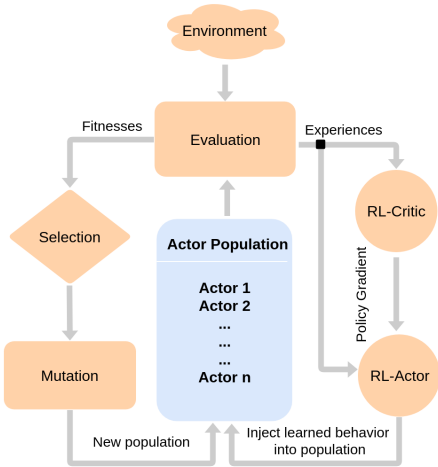 Environment
Fitnesses
Evaluation
Experiences
Selection
Actor Population
Actor 1
Actor 2
...
...
...
Actor n
RL-Critic
Policy Gradient
Mutation
RL-Actor
New population
Inject learned behavior
into population